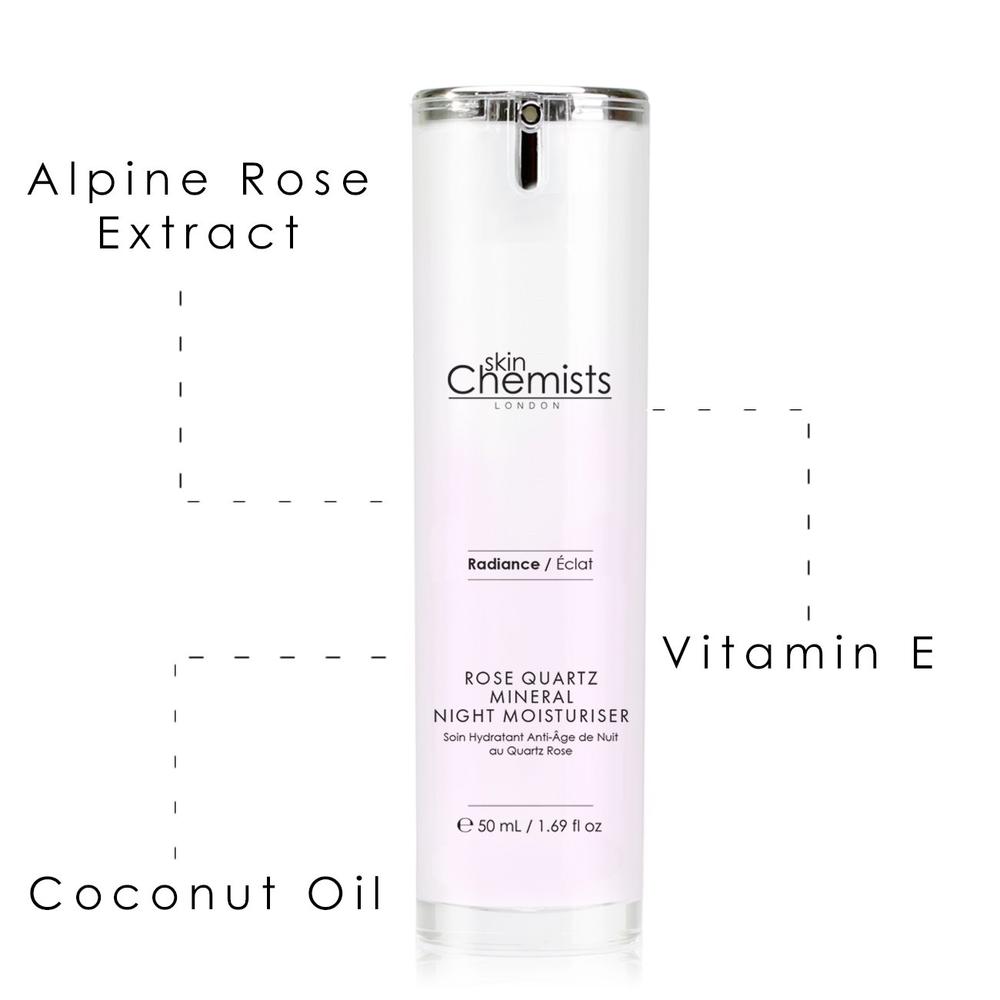 Alpine Rose
Extract
skin
Chemists
LONDON
Radiance / Éclat
Vitamin E
ROSE QUARTZ
MINERAL
NIGHT MOISTURISER
Soin Hydratant Anti-Âge de Nuit
au Quartz Rose
℮ 50 mL / 1.69 fl oz
Coconut Oil